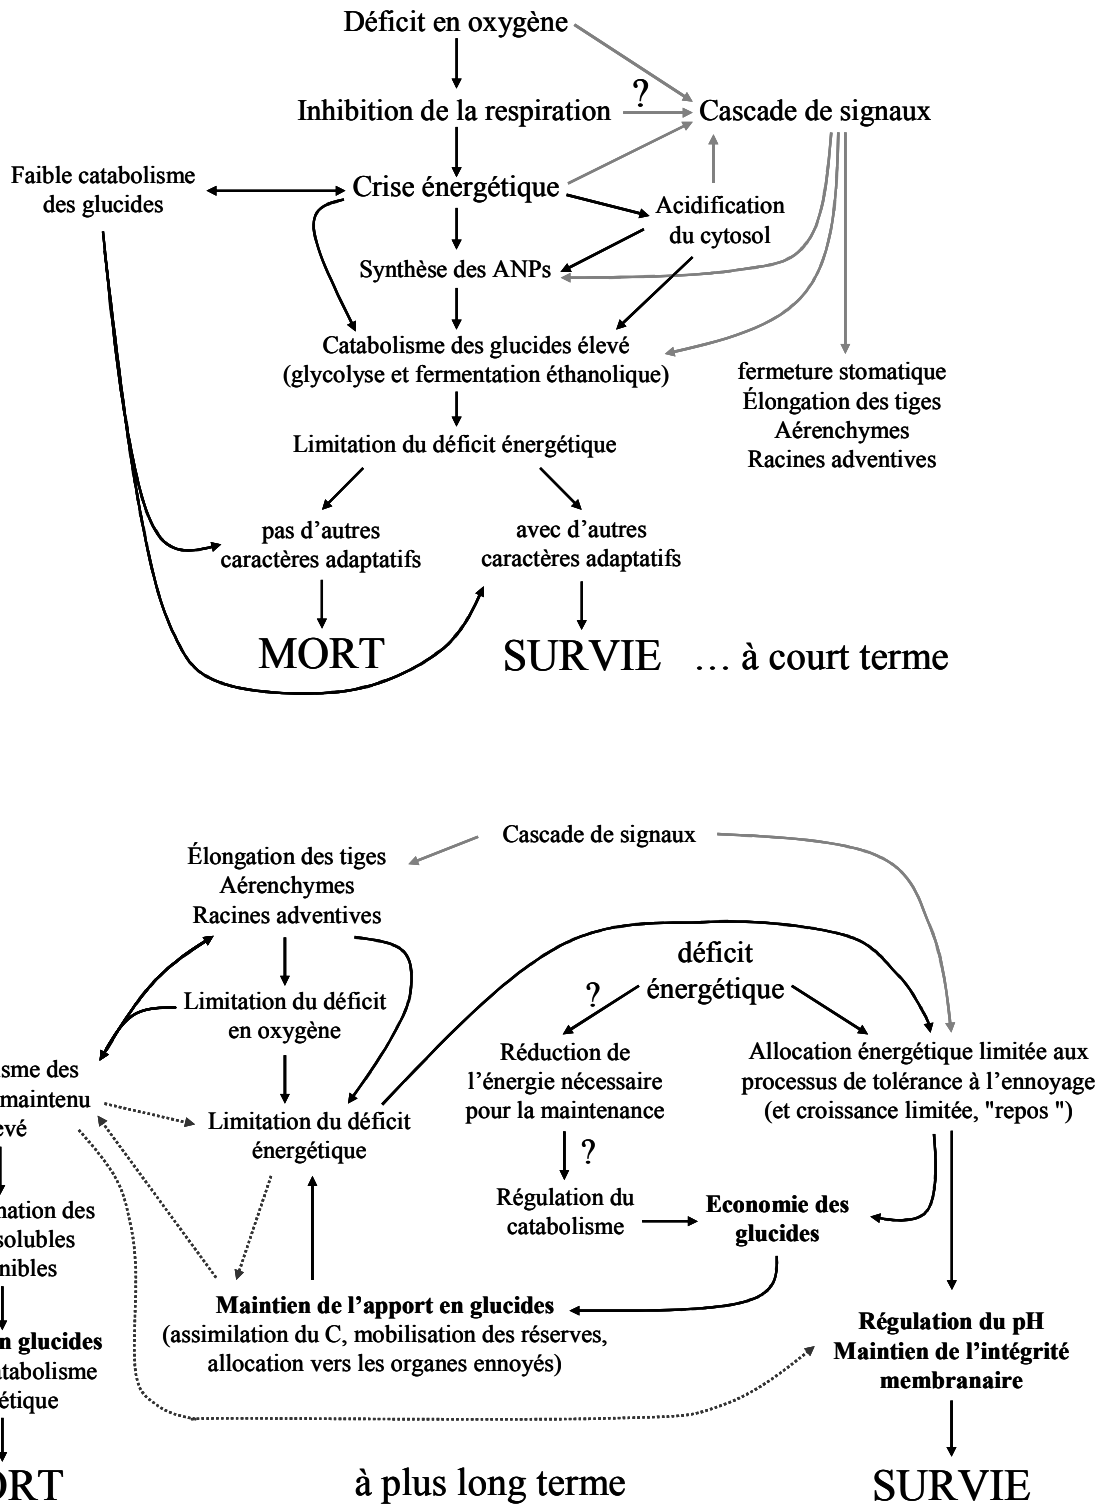 Déficit en oxygène
Inhibition de la respiration
?
Cascade de signaux
Faible catabolisme
des glucides
Crise énergétique
Acidification
du cytosol
Synthèse des ANPs
Catabolisme des glucides élevé
(glycolyse et fermentation éthanolique)
fermeture stomatique
Élongation des tiges
Aérenchymes
Racines adventives
Limitation du déficit énergétique
pas d’autres
caractères adaptatifs
avec d’autres
caractères adaptatifs
MORT
SURVIE
… à court terme
Cascade de signaux
Élongation des tiges
Aérenchymes
Racines adventives
déficit
énergétique
?
Limitation du déficit
en oxygène
Réduction de
l’énergie nécessaire
pour la maintenance
Allocation énergétique limitée aux
processus de tolérance à l’ennoyage
(et croissance limitée, "repos ")
des
maintenu
Limitation du déficit
énergétique
?
Régulation du
catabolisme
Economie des
glucides
des
solubles
Maintien de l’apport en glucides
(assimilation du C, mobilisation des réserves,
allocation vers les organes ennoyés)
glucides
Régulation du pH
Maintien de l’intégrité
membranaire
à plus long terme
SURVIE